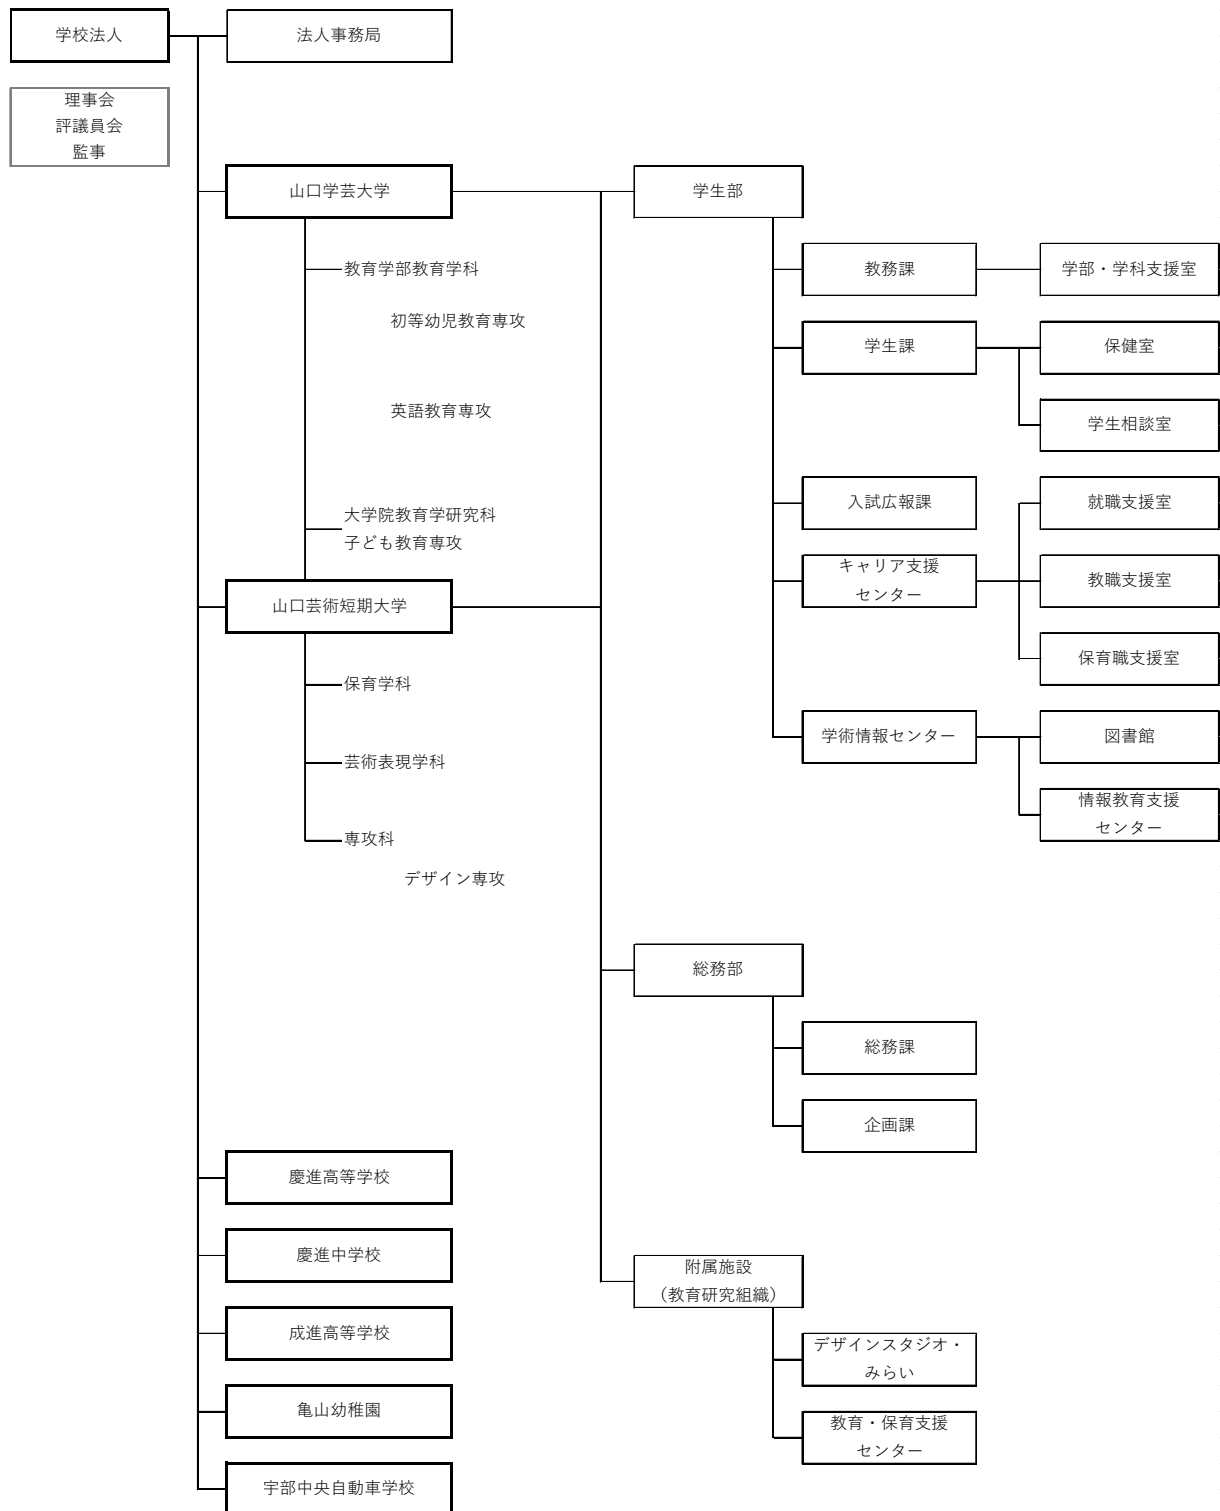 学校法人
法人事務局
理事会
評議員会
監事
山口学芸大学
学生部
教育学部教育学科
教務課
学部・学科支援室
初等幼児教育専攻
学生課
保健室
英語教育専攻
学生相談室
大学院教育学研究科
子ども教育専攻
入試広報課
就職支援室
キャリア支援
センター
教職支援室
山口芸術短期大学
保育職支援室
保育学科
学術情報センター
図書館
芸術表現学科
情報教育支援
センター
専攻科
デザイン専攻
総務部
総務課
企画課
慶進高等学校
慶進中学校
附属施設
（教育研究組織）
成進高等学校
デザインスタジオ・
みらい
亀山幼稚園
教育・保育支援
センター
宇部中央自動車学校